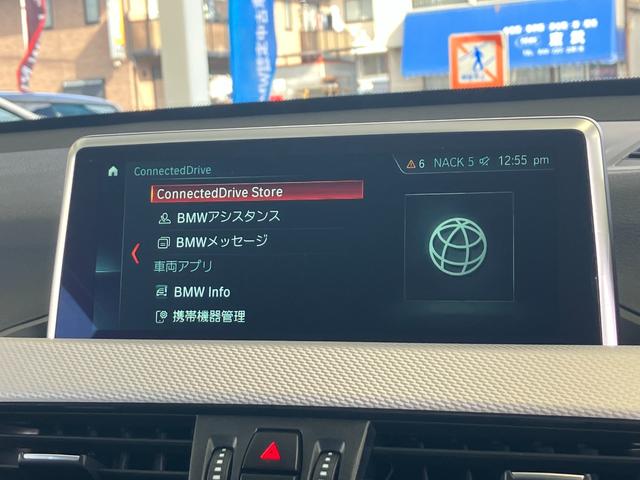 ConnectedDrive
6 NACK 5 12:55 pm
ConnectedDrive Store
BMWアシスタンス
BMWメッセージ
車両アプリ
BMW Info
携帯機器管理